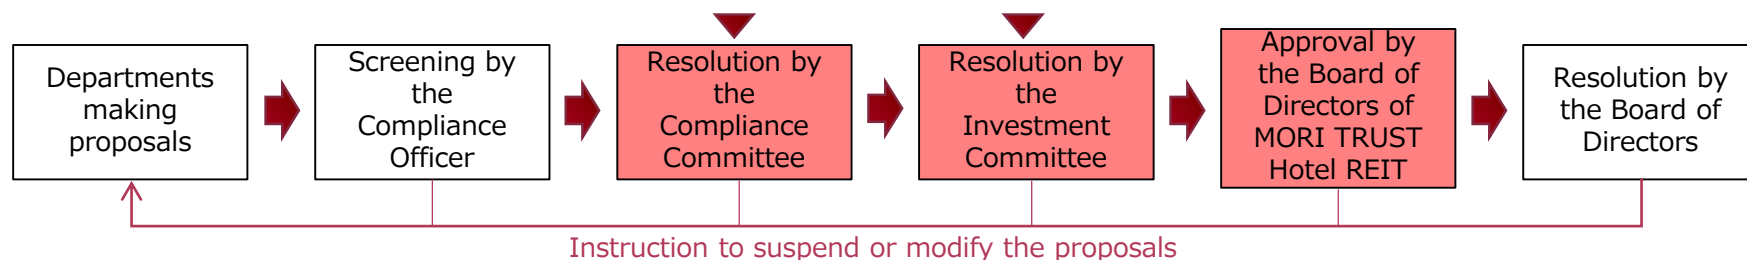 Departments
making
proposals
Screening by
the
Compliance
Officer
Resolution by
the
Compliance
Committee
Resolution by
the
Investment
Committee
Approval by
the Board of
Directors of
MORI TRUST
Hotel REIT
Resolution by
the Board of
Directors
Instruction to suspend or modify the proposals